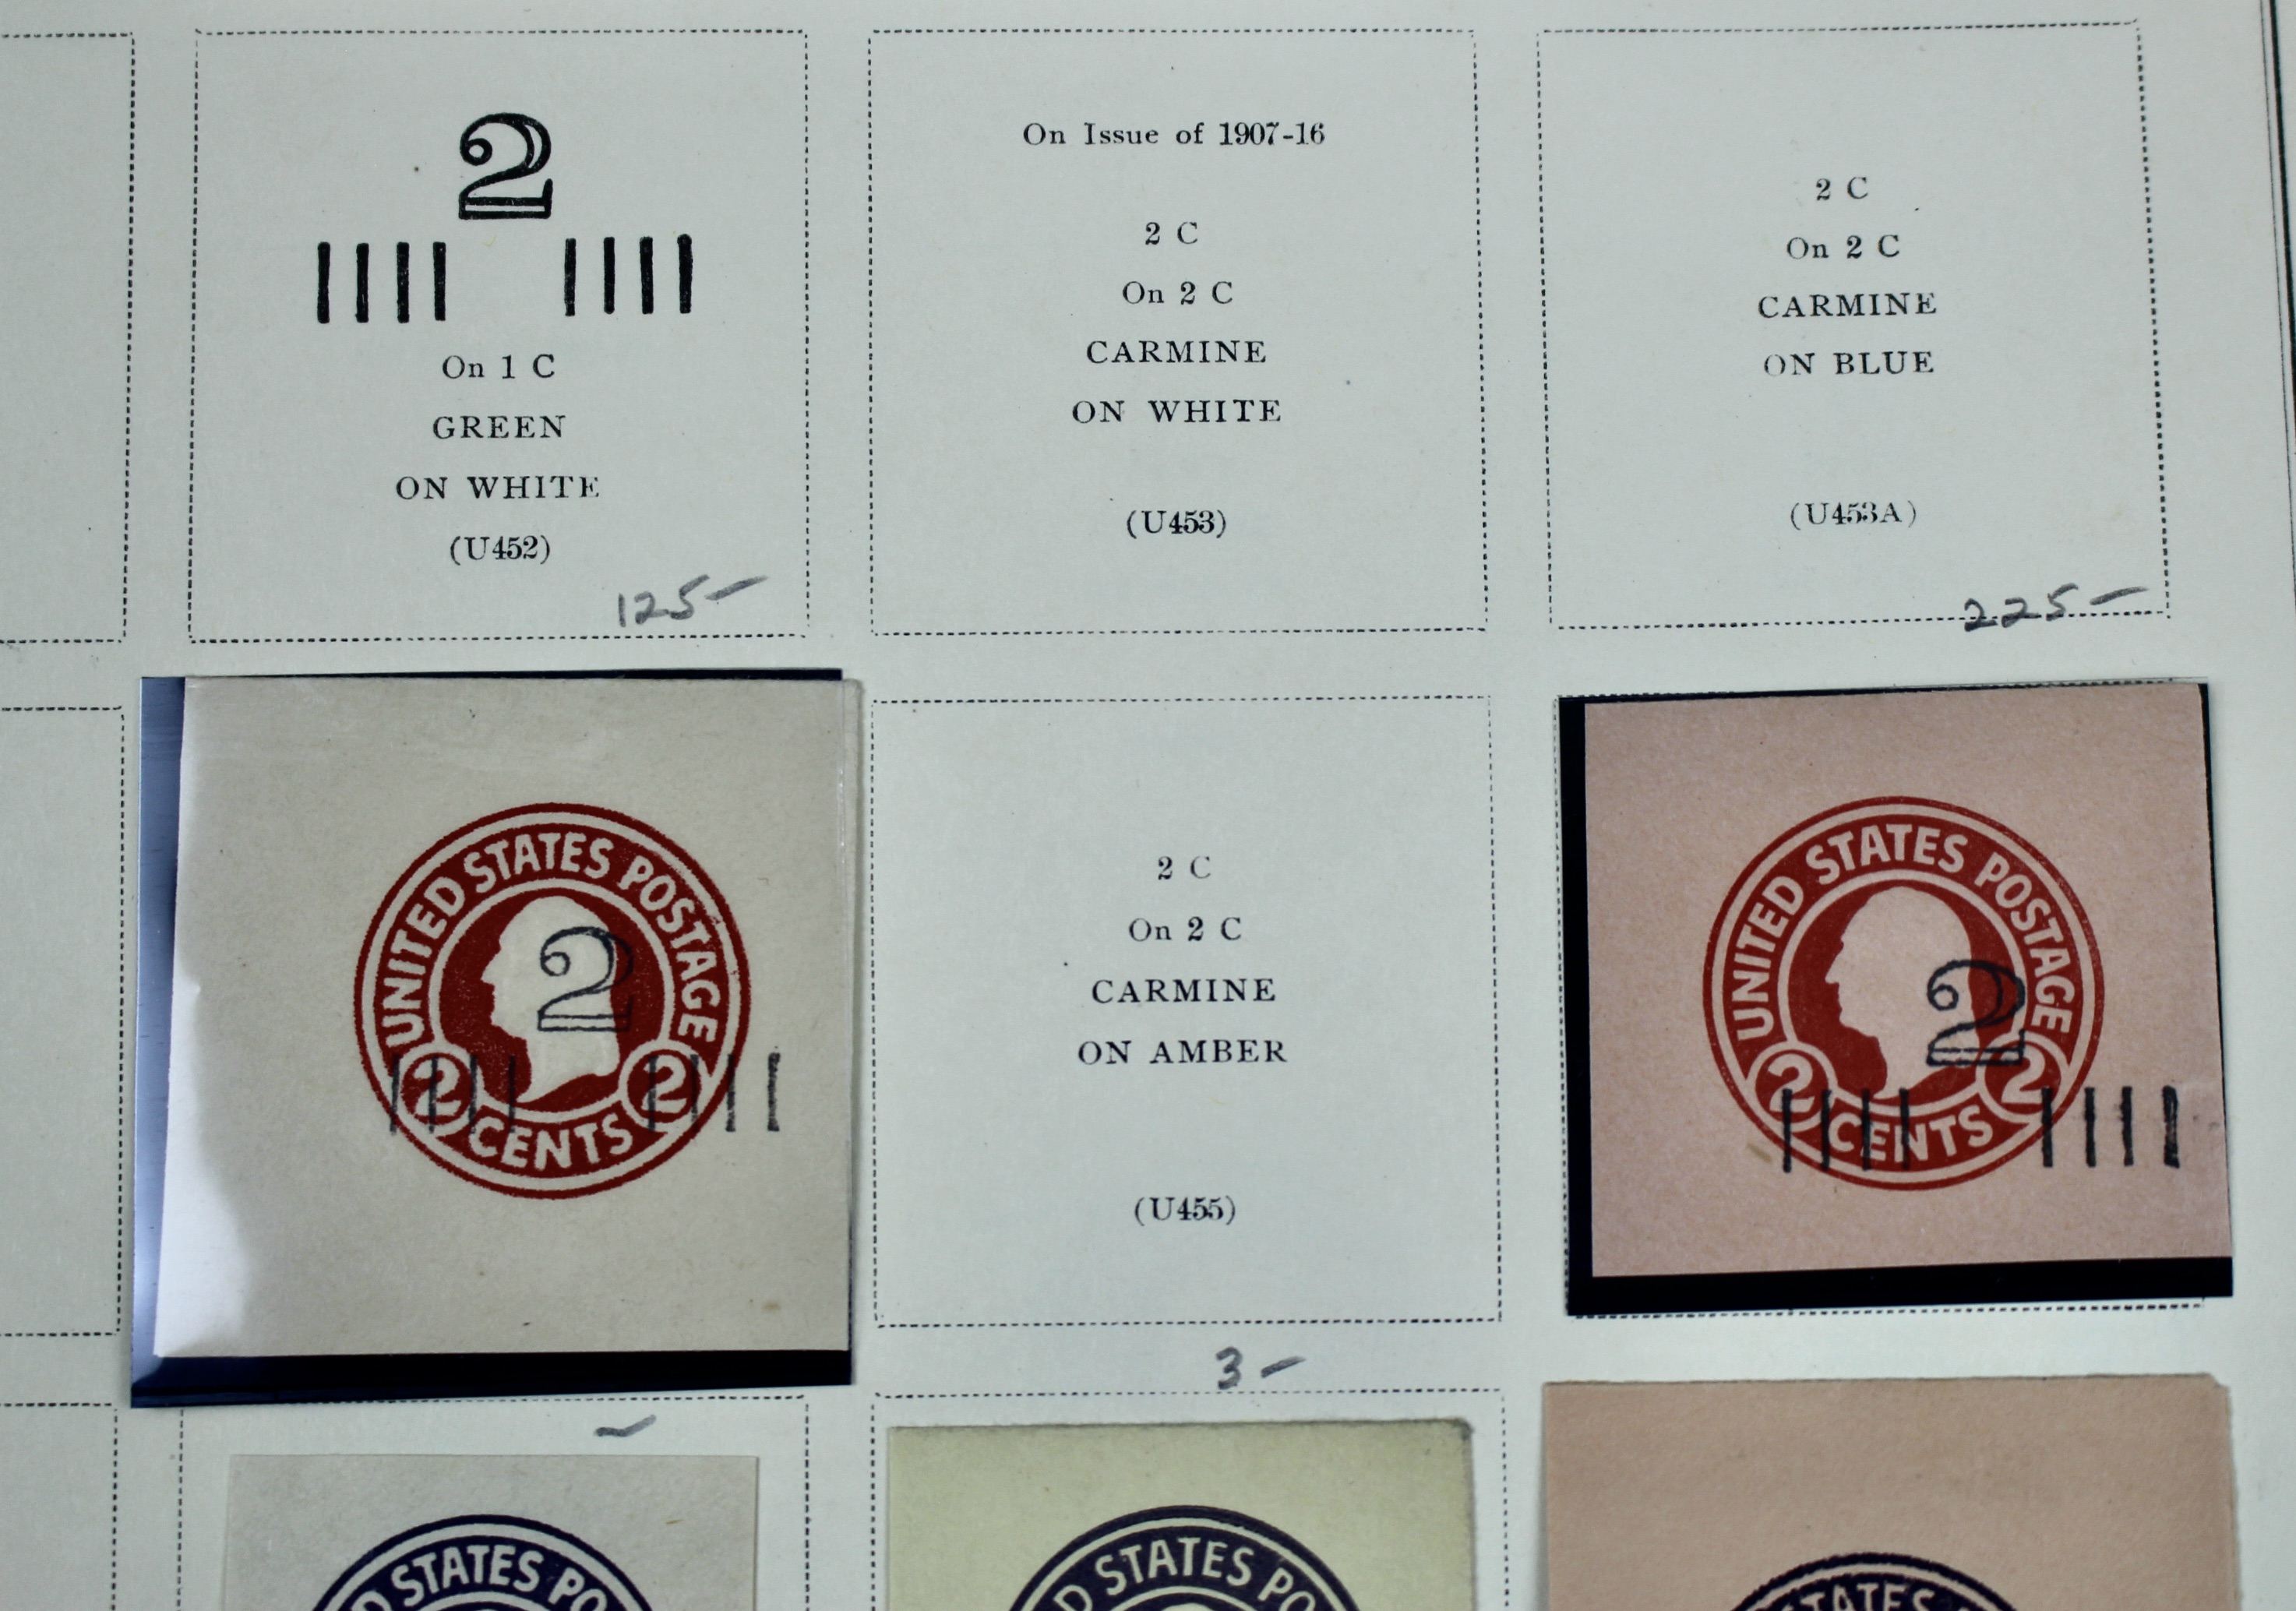 2
On 1 C
GREEN
ON WHITE
(U452)
125-
On Issue of 1907-16
2 C
On 2 C
CARMINE
ON WHITE
(U453)
2 C
On 2 C
CARMINE
ON BLUE
(U453A)
225-
UNITED STATES POSTAGE
2
2 CENTS 2
2 C
On 2 C
CARMINE
ON AMBER
(U455)
UNITED STATES POSTAGE
2
2 CENTS 2
3-
D STATES PO
D STATES PO
TATES